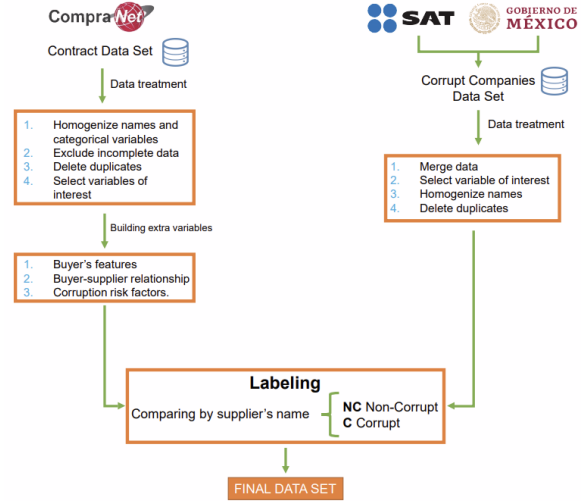 CompraNet
Contract Data Set
Data treatment
1. Homogenize names and
categorical variables
2. Exclude incomplete data
3. Delete duplicates
4. Select variables of
interest
Building extra variables
1. Buyer's features
2. Buyer-supplier relationship
3. Corruption risk factors.
SAT
GOBIERNO DE
MÉXICO
Corrupt Companies
Data Set
Data treatment
1. Merge data
2. Select variable of interest
3. Homogenize names
4. Delete duplicates
Labeling
Comparing by supplier's name
NC Non-Corrupt
C Corrupt
FINAL DATA SET